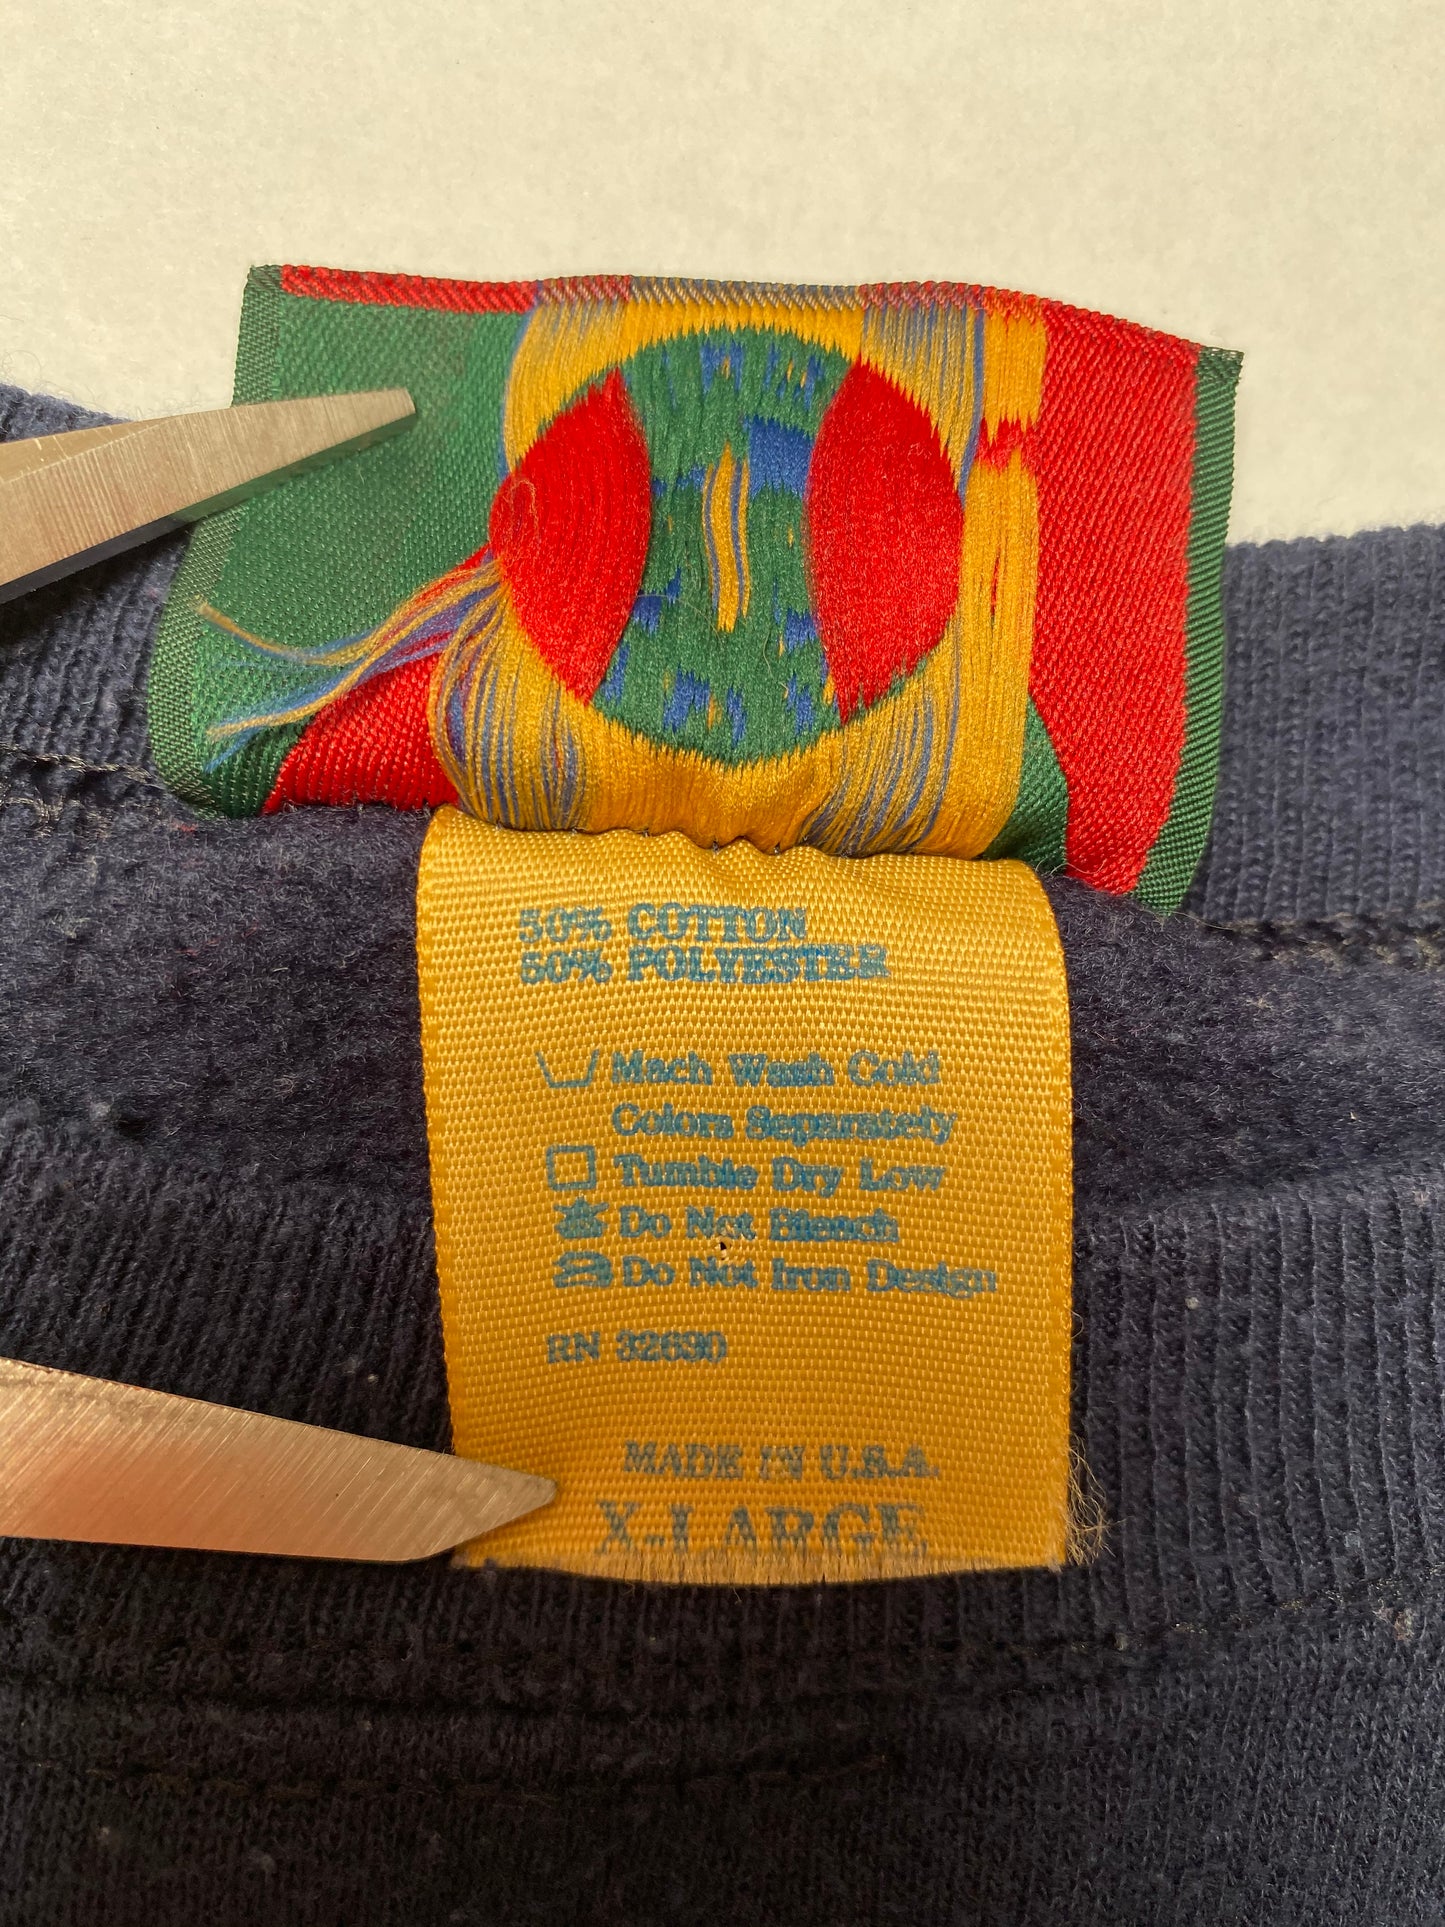 50% COTTON
50% POLYESTER
Mach Wash Cold
Colors Separately
Tumble Dry Low
Do Not Bleach
Do Not Iron Design
RN 32690
MADE IN U.S.A.
X-LARGE